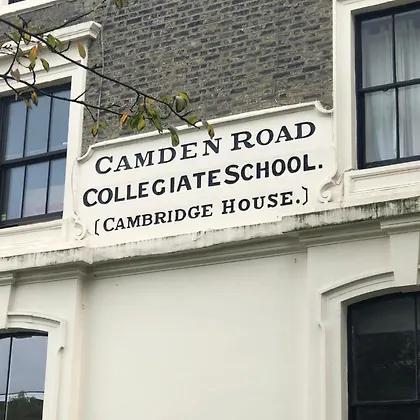 CAMDEN ROAD
COLLEGIATE SCHOOL.
[CAMBRIDGE HOUSE.]